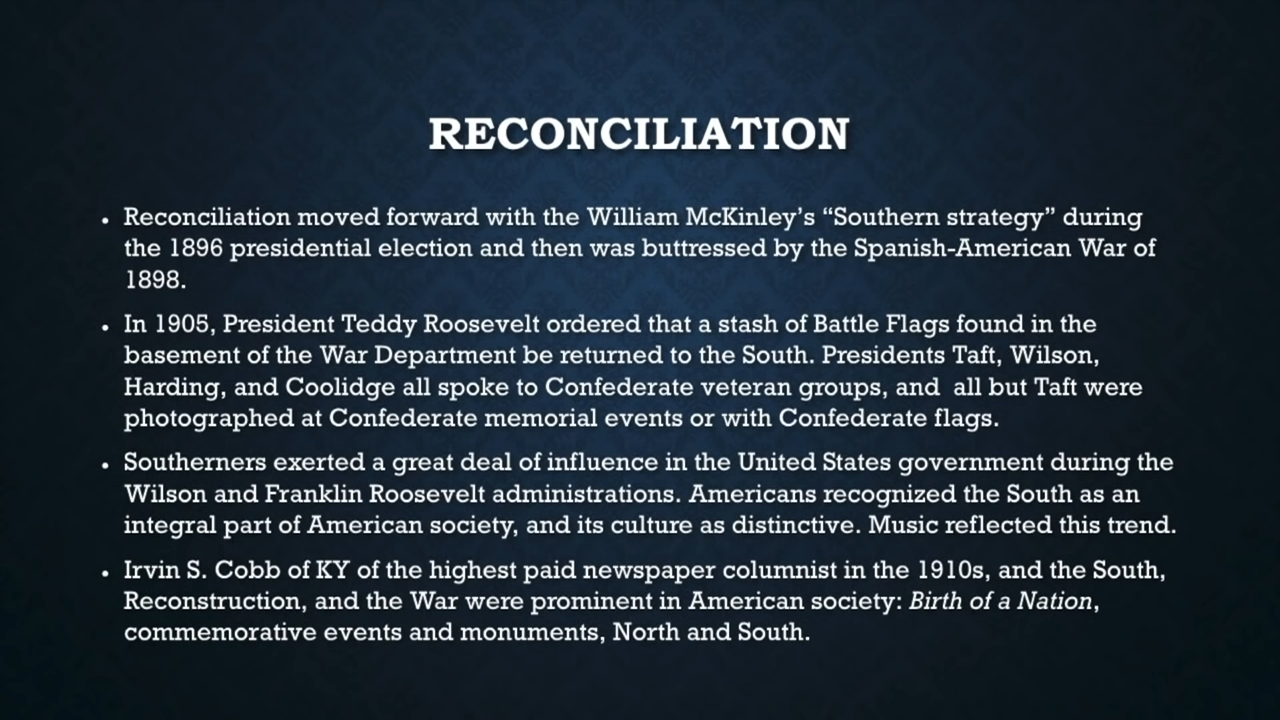 RECONCILIATION
• Reconciliation moved forward with the William McKinley's “Southern strategy” during
the 1896 presidential election and then was buttressed by the Spanish-American War of
1898.
• In 1905, President Teddy Roosevelt ordered that a stash of Battle Flags found in the
basement of the War Department be returned to the South. Presidents Taft, Wilson,
Harding, and Coolidge all spoke to Confederate veteran groups, and all but Taft were
photographed at Confederate memorial events or with Confederate flags.
• Southerners exerted a great deal of influence in the United States government during the
Wilson and Franklin Roosevelt administrations. Americans recognized the South as an
integral part of American society, and its culture as distinctive. Music reflected this trend.
• Irvin S. Cobb of KY of the highest paid newspaper columnist in the 1910s, and the South,
Reconstruction, and the War were prominent in American society: Birth of a Nation,
commemorative events and monuments, North and South.